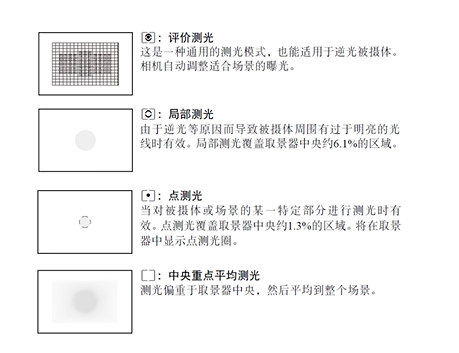 ：评价测光
这是一种通用的测光模式，也能适用于逆光被摄体。
相机自动调整适合场景的曝光。
：局部测光
由于逆光等原因而导致被摄体周围有过于明亮的光
线时有效。局部测光覆盖取景器中央约6.1%的区域。
：点测光
当对被摄体或场景的某一特定部分进行测光时有
效。点测光覆盖取景器中央约1.3%的区域。将在取景
器中显示点测光圈。
：中央重点平均测光
测光偏重于取景器中央，然后平均到整个场景。